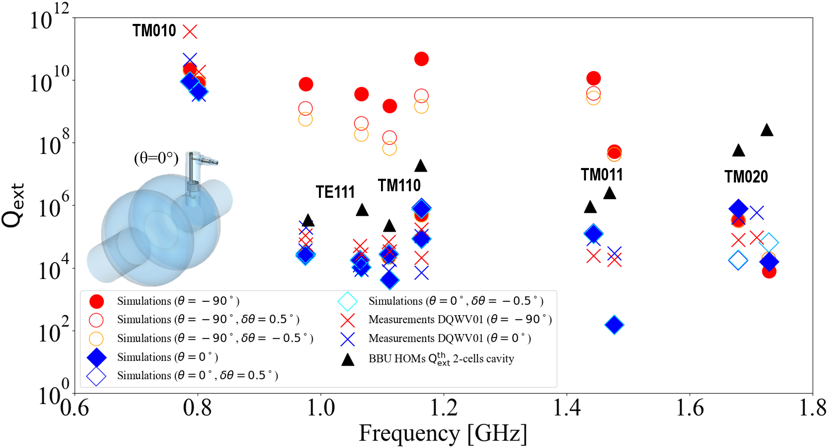 10^12
10^10
10^8
10^6
10^4
10^2
10^0
Q_ext
TM010
(θ=0°)
TE111
TM110
TM011
TM020
Simulations (θ = −90°)
Simulations (θ = −90°, δθ = 0.5°)
Simulations (θ = −90°, δθ = −0.5°)
Simulations (θ = 0°)
Simulations (θ = 0°, δθ = 0.5°)
Simulations (θ = 0°, δθ = −0.5°)
Measurements DQWV01 (θ = −90°)
Measurements DQWV01 (θ = 0°)
BBU HOMs Q_ext^th 2-cells cavity
0.6 0.8 1.0 1.2 1.4 1.6 1.8
Frequency [GHz]